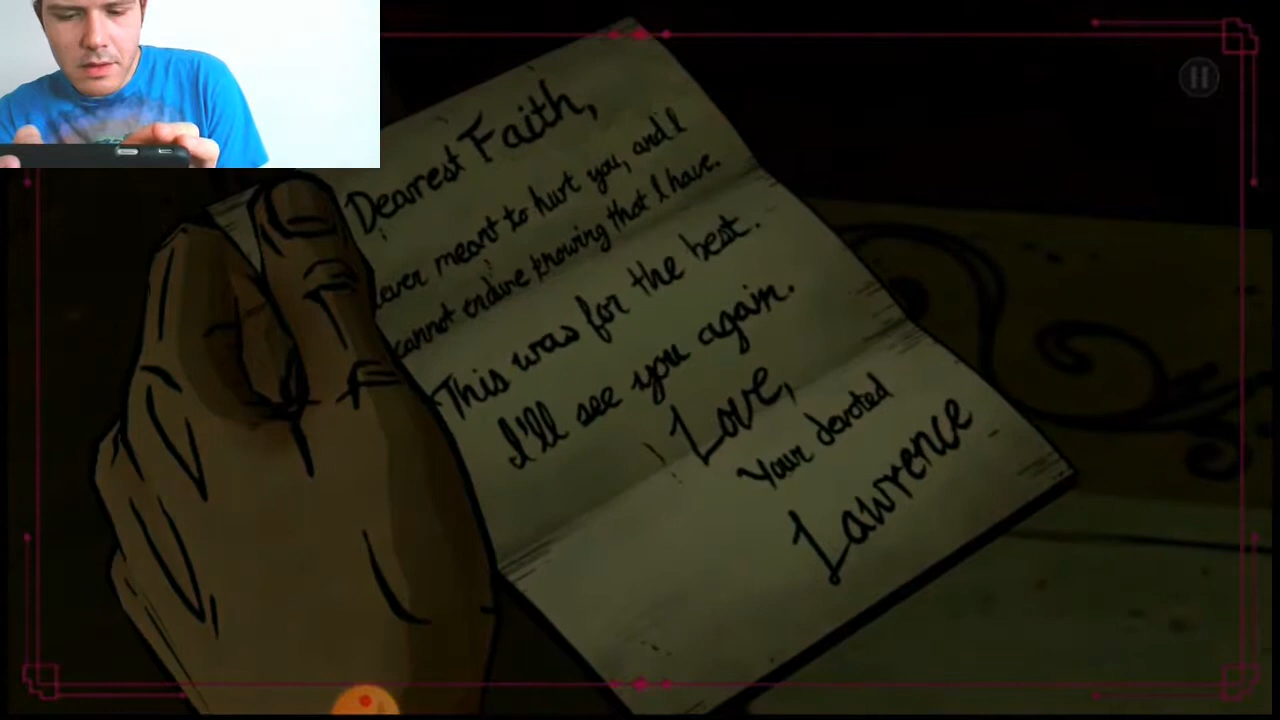 Dearest Faith,
never meant to hurt you, and I
cannot endure knowing that I have.
This was for the best.
I'll see you again.
Love,
Your devoted
Lawrence